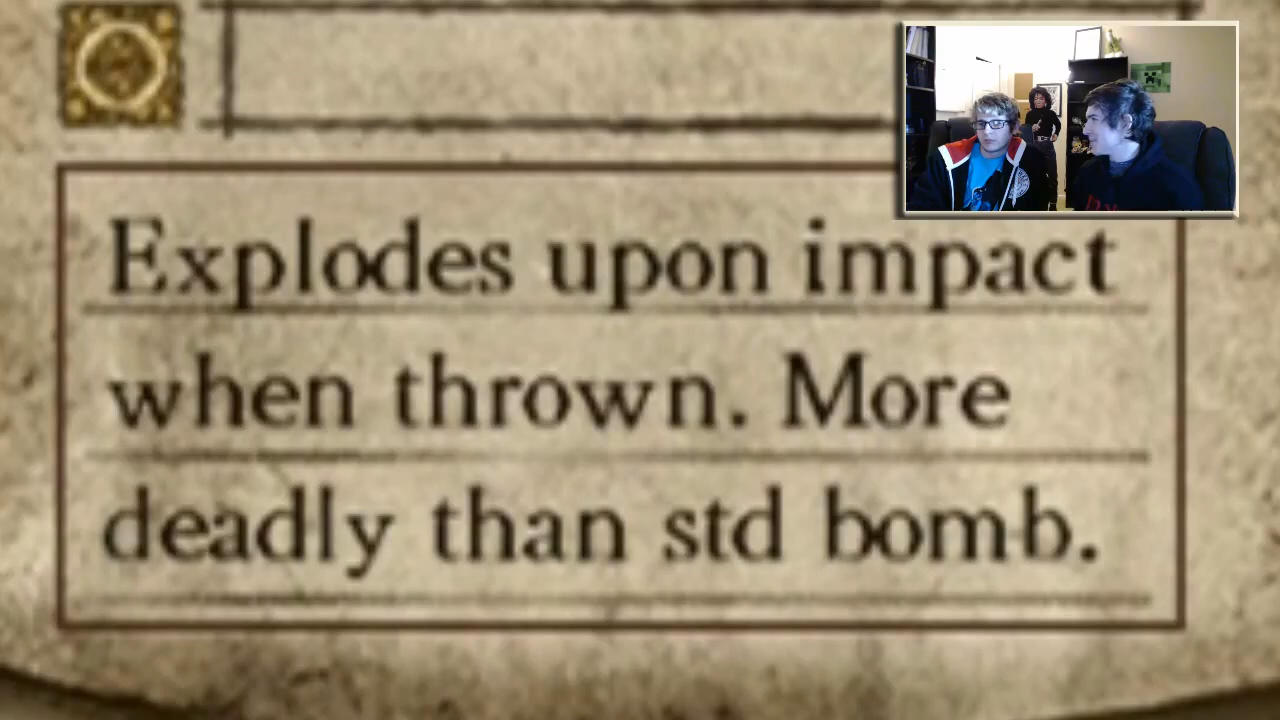 Explodes upon impact
when thrown. More
deadly than std bomb.